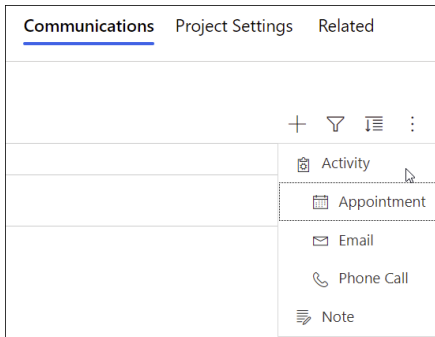 Communications Project Settings Related
Activity
Appointment
Email
Phone Call
Note